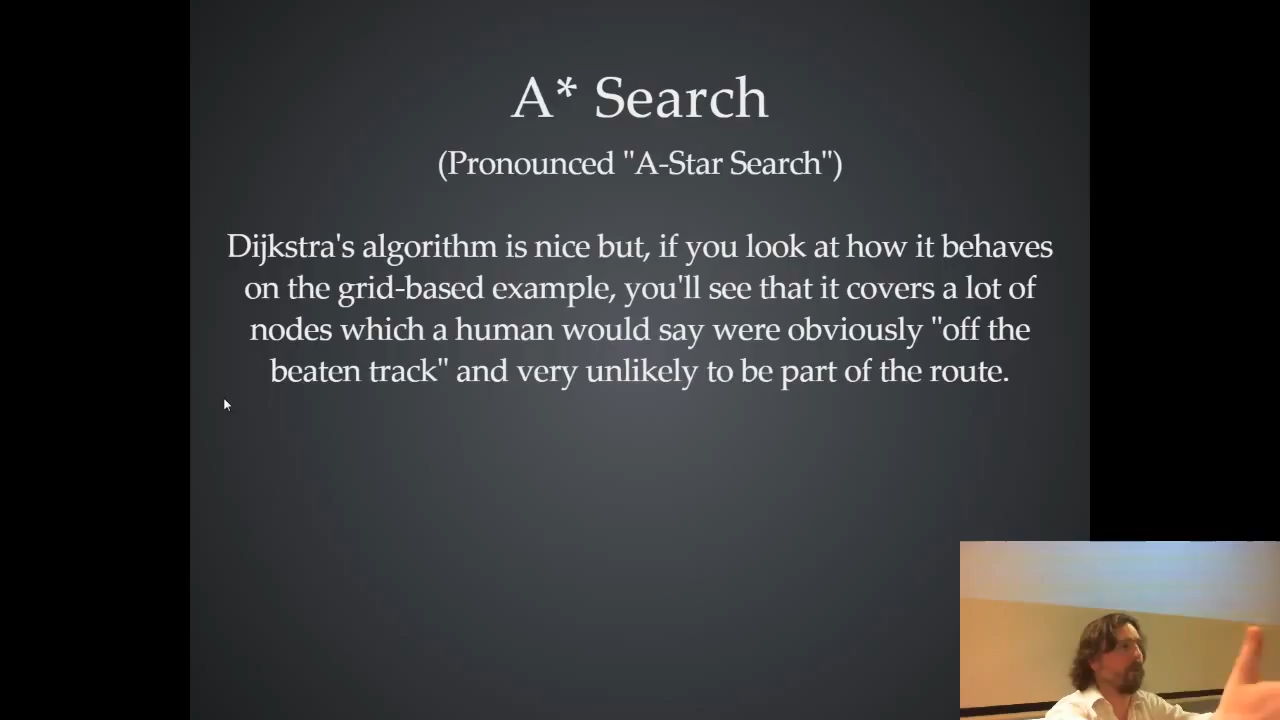 A* Search
(Pronounced "A-Star Search")
Dijkstra's algorithm is nice but, if you look at how it behaves
on the grid-based example, you'll see that it covers a lot of
nodes which a human would say were obviously "off the
beaten track" and very unlikely to be part of the route.